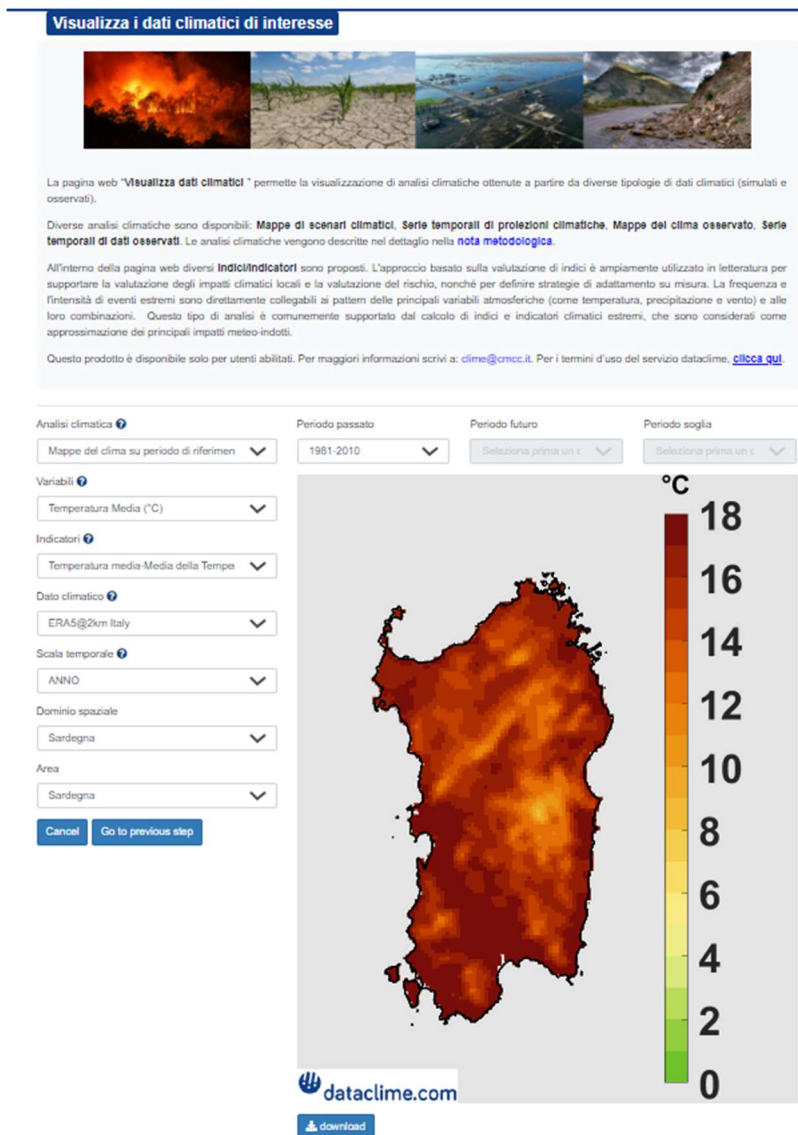 Visualizza i dati climatici di interesse
La pagina web "Visualizza dati climatici " permette la visualizzazione di analisi climatiche ottenute a partire da diverse tipologie di dati climatici (simulati e
osservati).
Diverse analisi climatiche sono disponibili: Mappe di scenari climatici, Serie temporali di proiezioni climatiche, Mappe del clima osservato, Serie
temporali di dati osservati. Le analisi climatiche vengono descritte nel dettaglio nella nota metodologica.
All'interno della pagina web diversi Indici/Indicatori sono proposti. L'approccio basato sulla valutazione di indici è ampiamente utilizzato in letteratura per
supportare la valutazione degli impatti climatici locali e la valutazione del rischio, nonché per definire strategie di adattamento su misura. La frequenza e
l'intensità di eventi estremi sono direttamente collegabili ai pattern delle principali variabili atmosferiche (come temperatura, precipitazione e vento) e alle
loro combinazioni. Questo tipo di analisi è comunemente supportato dal calcolo di indici e indicatori climatici estremi, che sono considerati come
approssimazione dei principali impatti meteo-indotti.
Questo prodotto è disponibile solo per utenti abilitati. Per maggiori informazioni scrivi a: clime@cmcc.it. Per i termini d'uso del servizio dataclime, clicca qui.
Analisi climatica ?
Mappe del clima su periodo di riferimen
Periodo passato
1981-2010
Periodo futuro
Seleziona prima un c
Periodo soglia
Seleziona prima un c
Variabili ?
Temperatura Media (°C)
Indicatori ?
Temperatura media-Media della Temper
Dato climatico ?
ERA5@2km Italy
Scala temporale ?
ANNO
Dominio spaziale
Sardegna
Area
Sardegna
Cancel Go to previous step
°C
18
16
14
12
10
8
6
4
2
0
dataclime.com
download